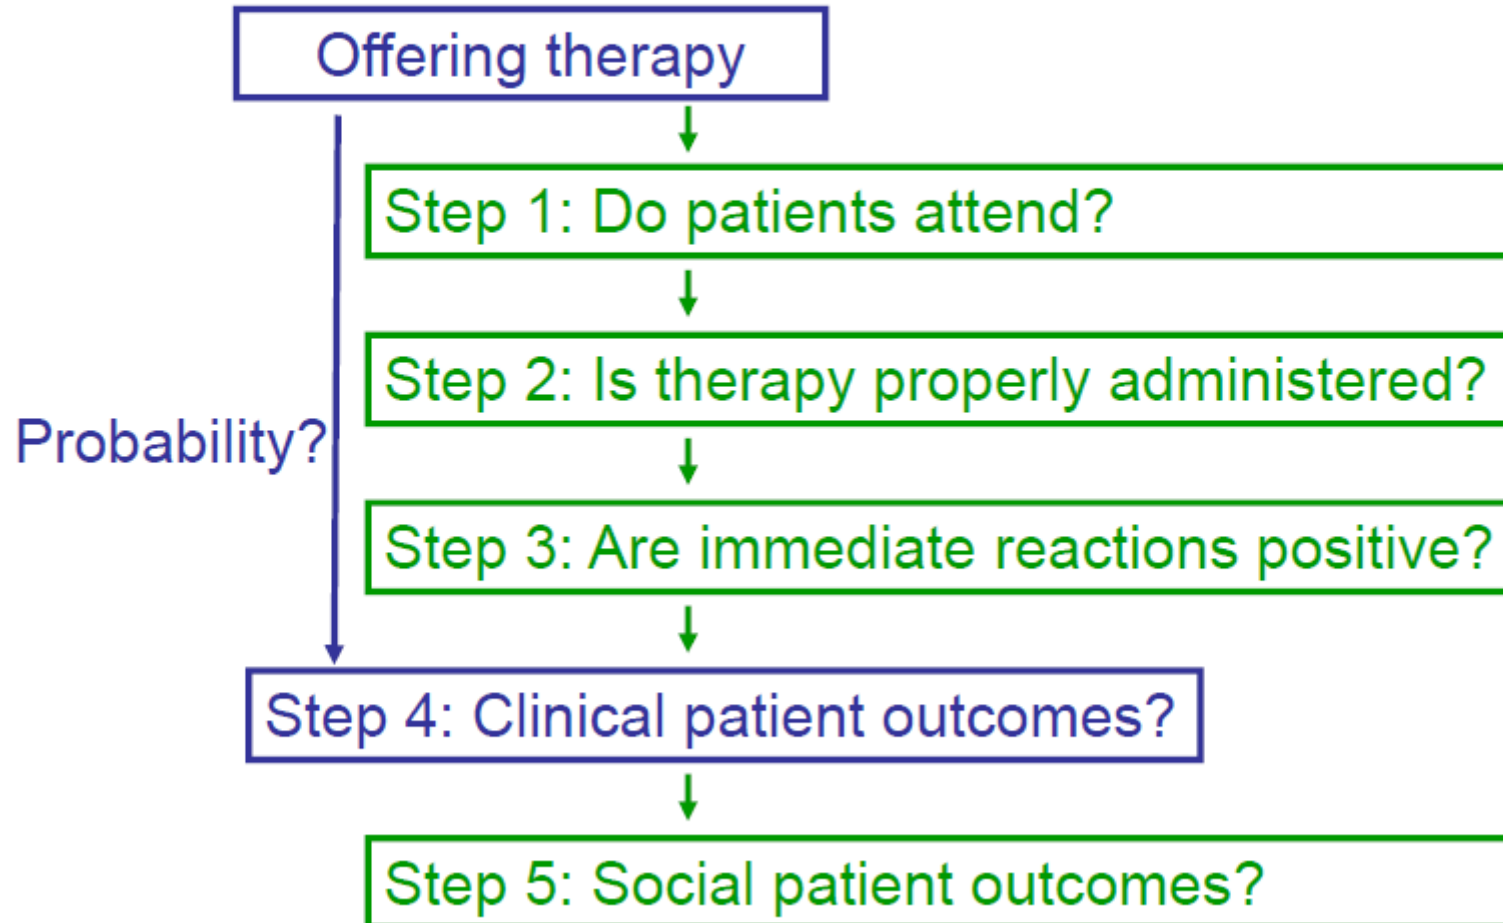 Offering therapy
Step 1: Do patients attend?
Step 2: Is therapy properly administered?
Probability?
Step 3: Are immediate reactions positive?
Step 4: Clinical patient outcomes?
Step 5: Social patient outcomes?